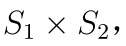 S₁ × S₂,